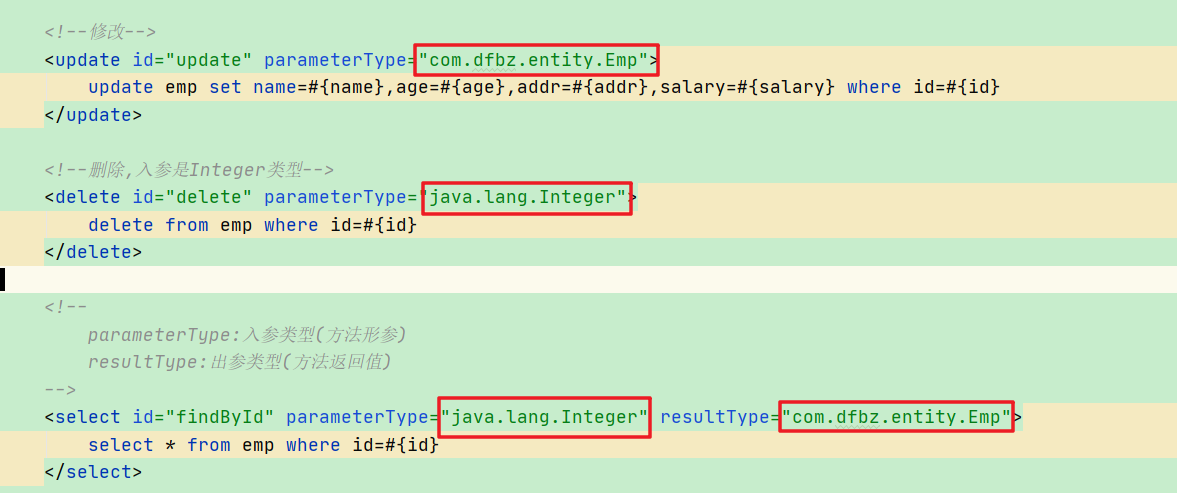 <!--修改-->
<update id="update" parameterType="com.dfbz.entity.Emp">
update emp set name=#{name},age=#{age},addr=#{addr},salary=#{salary} where id=#{id}
</update>
<!--删除,入参是Integer类型-->
<delete id="delete" parameterType="java.lang.Integer">
delete from emp where id=#{id}
</delete>
<!--
parameterType:入参类型(方法形参)
resultType:出参类型(方法返回值)
-->
<select id="findById" parameterType="java.lang.Integer" resultType="com.dfbz.entity.Emp">
select * from emp where id=#{id}
</select>